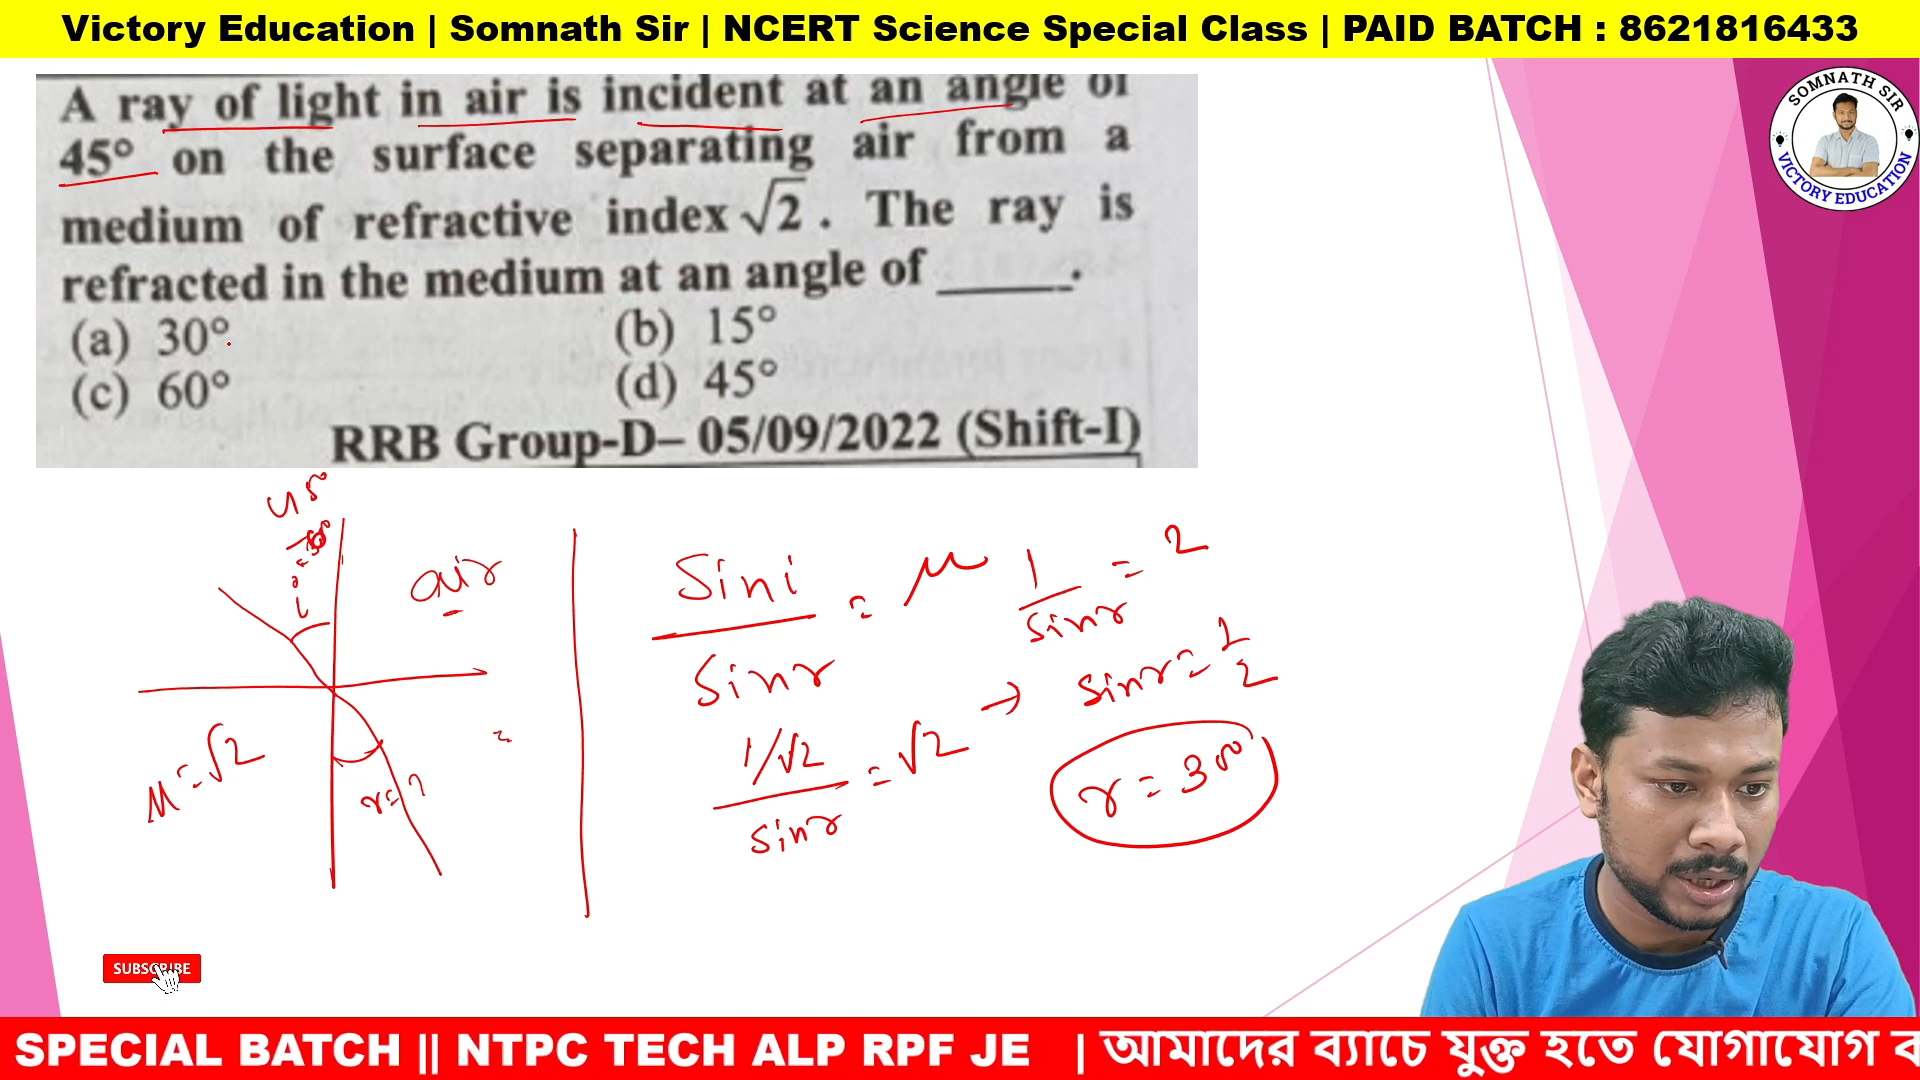 Victory Education | Somnath Sir | NCERT Science Special Class | PAID BATCH : 8621816433
SOMNATH SIR
VICTORY EDUCATION
A ray of light in air is incident at an angle of
45° on the surface separating air from a
medium of refractive index √2 . The ray is
refracted in the medium at an angle of ______.
(a) 30°
(b) 15°
(c) 60°
(d) 45°
RRB Group-D– 05/09/2022 (Shift-I)
45°
i =
air
μ = √2
r = ?
=
Sin i / Sin r = μ
1/√2 / Sin r = √2
1 / Sin r = 2
→ Sin r = 1/2
r = 30°
SUBSCRIBE
SPECIAL BATCH || NTPC TECH ALP RPF JE | আমাদের ব্যাচে যুক্ত হতে যোগাযোগ